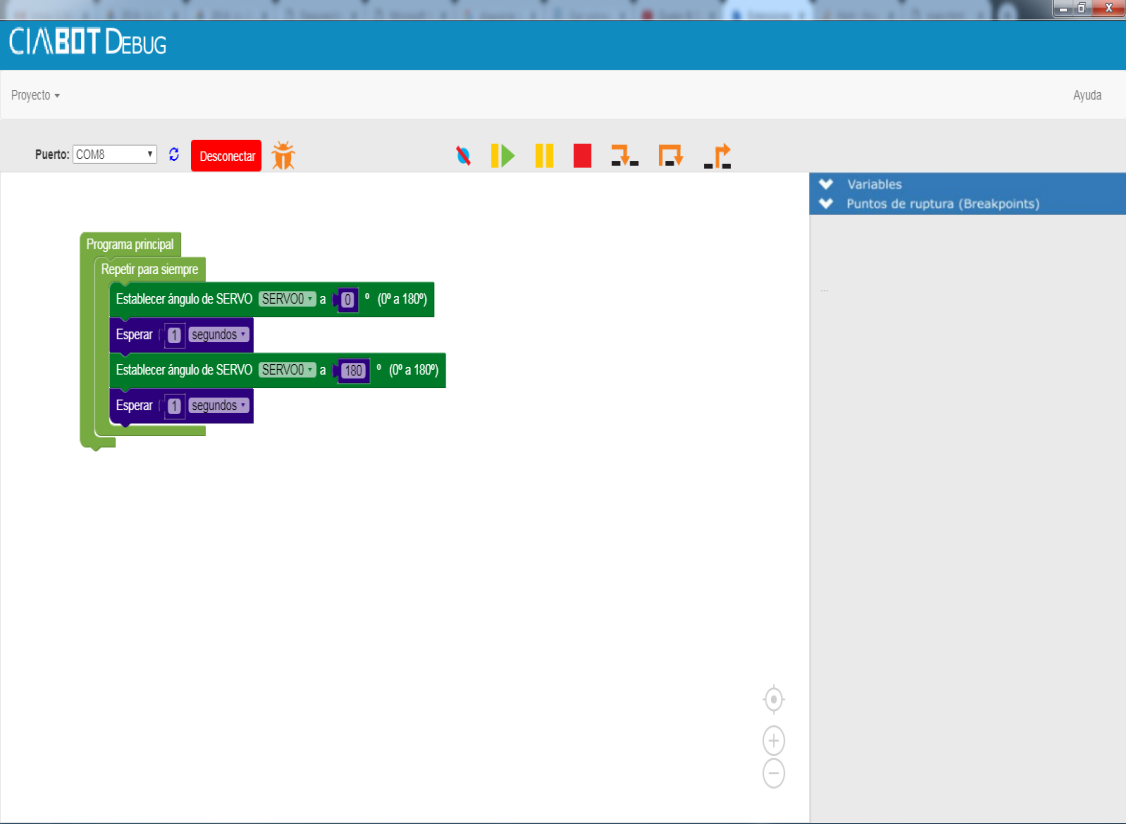 CIABOT DEBUG
Proyecto
Ayuda
Puerto: COM8
Desconectar
Variables
Puntos de ruptura (Breakpoints)
Programa principal
Repetir para siempre
Establecer ángulo de SERVO SERVO0 a 0 º (0º a 180º)
Esperar 1 segundos
Establecer ángulo de SERVO SERVO0 a 180 º (0º a 180º)
Esperar 1 segundos
...